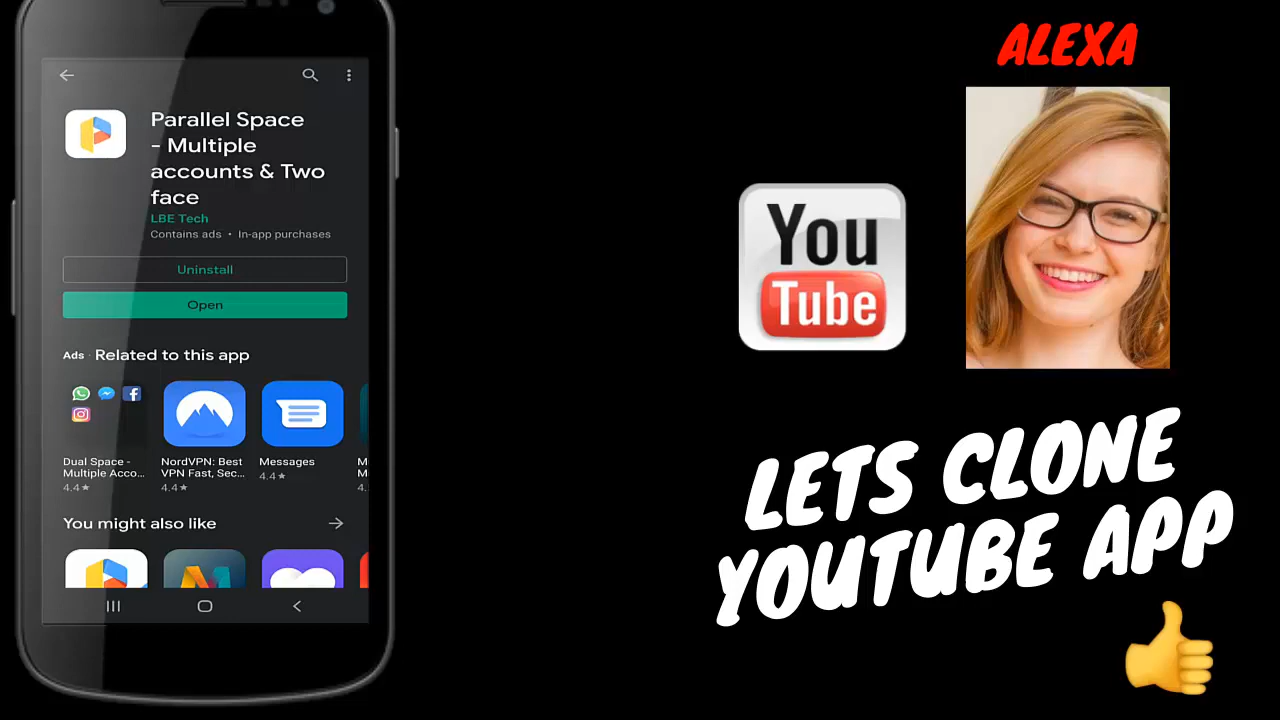 Parallel Space
- Multiple
accounts & Two
face
LBE Tech
Contains ads • In-app purchases
Uninstall
Open
Ads · Related to this app
Dual Space -
Multiple Acco...
4.4★
NordVPN: Best
VPN Fast, Sec...
4.4★
Messages
4.4★
M
M
4.
You might also like
ALEXA
You
Tube
LETS CLONE
YOUTUBE APP